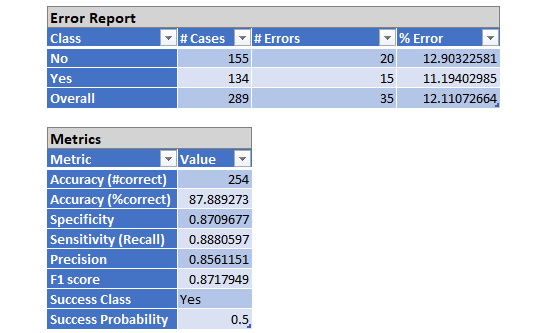 Error Report
Class # Cases # Errors % Error
No 155 20 12.90322581
Yes 134 15 11.19402985
Overall 289 35 12.11072664
Metrics
Metric Value
Accuracy (#correct) 254
Accuracy (%correct) 87.889273
Specificity 0.8709677
Sensitivity (Recall) 0.8880597
Precision 0.8561151
F1 score 0.8717949
Success Class Yes
Success Probability 0.5